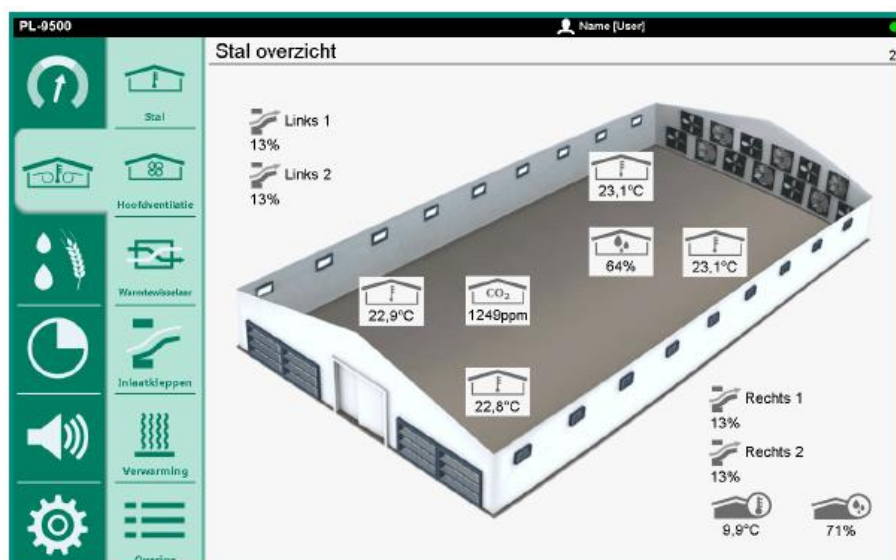 PL-9500
Name [User]
Stal overzicht
2
Stal
Hoofdventilatie
Warmtewisselaar
Inlaatkleppen
Verwarming
Links 1
13%
Links 2
13%
23,1°C
64%
23,1°C
22,9°C
CO₂
1249ppm
22,8°C
Rechts 1
13%
Rechts 2
13%
9,9°C
71%